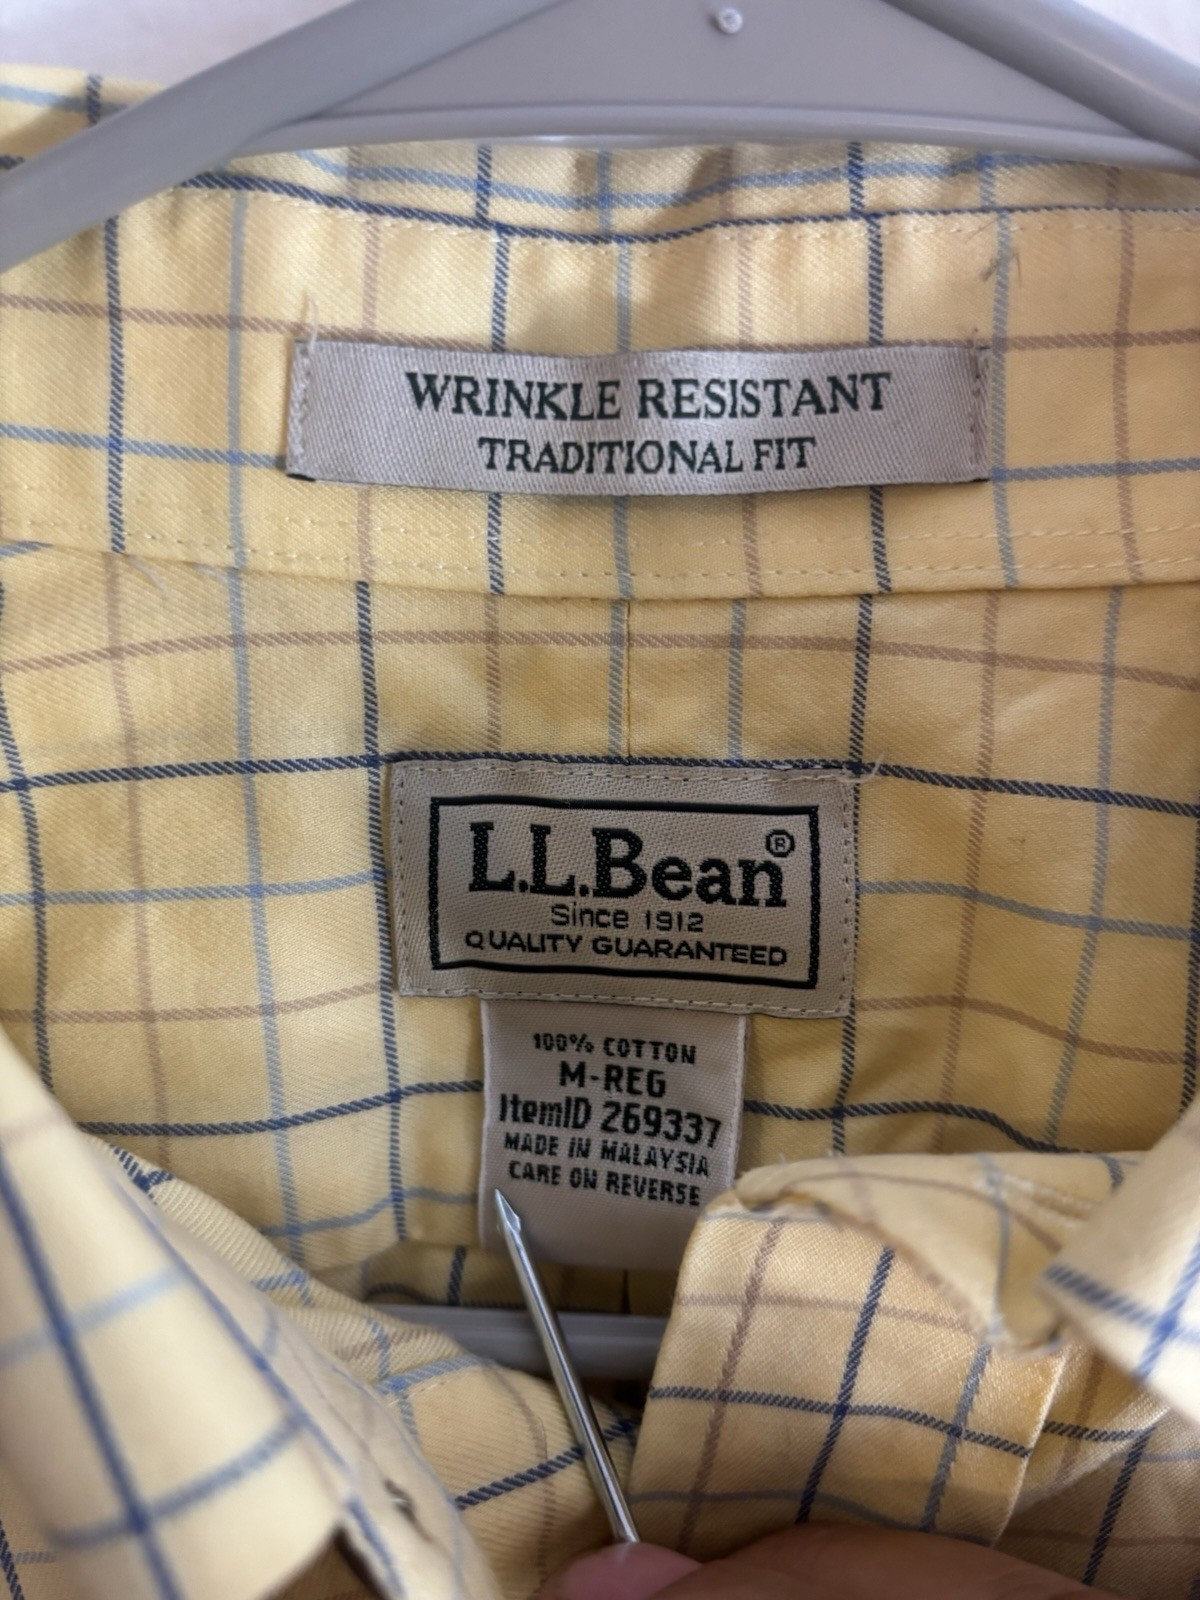 WRINKLE RESISTANT
TRADITIONAL FIT
L.L.Bean®
Since 1912
QUALITY GUARANTEED
100% COTTON
M-REG
ItemID 269337
MADE IN MALAYSIA
CARE ON REVERSE